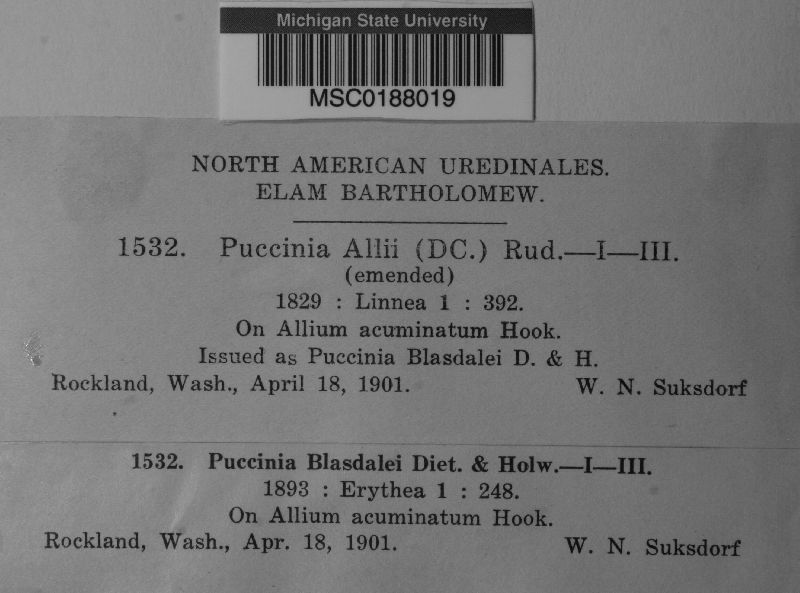 Michigan State University
MSC0188019
NORTH AMERICAN UREDINALES.
ELAM BARTHOLOMEW.
1532. Puccinia Allii (DC.) Rud.—I—III.
(emended)
1829 : Linnea 1 : 392.
On Allium acuminatum Hook.
Issued as Puccinia Blasdalei D. & H.
Rockland, Wash., April 18, 1901. W. N. Suksdorf
1532. Puccinia Blasdalei Diet. & Holw.—I—III.
1893 : Erythea 1 : 248.
On Allium acuminatum Hook.
Rockland, Wash., Apr. 18, 1901. W. N. Suksdorf